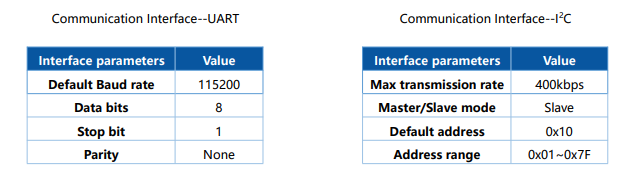 Communication Interface--UART
Interface parameters Value
Default Baud rate 115200
Data bits 8
Stop bit 1
Parity None
Communication Interface--I²C
Interface parameters Value
Max transmission rate 400kbps
Master/Slave mode Slave
Default address 0x10
Address range 0x01~0x7F